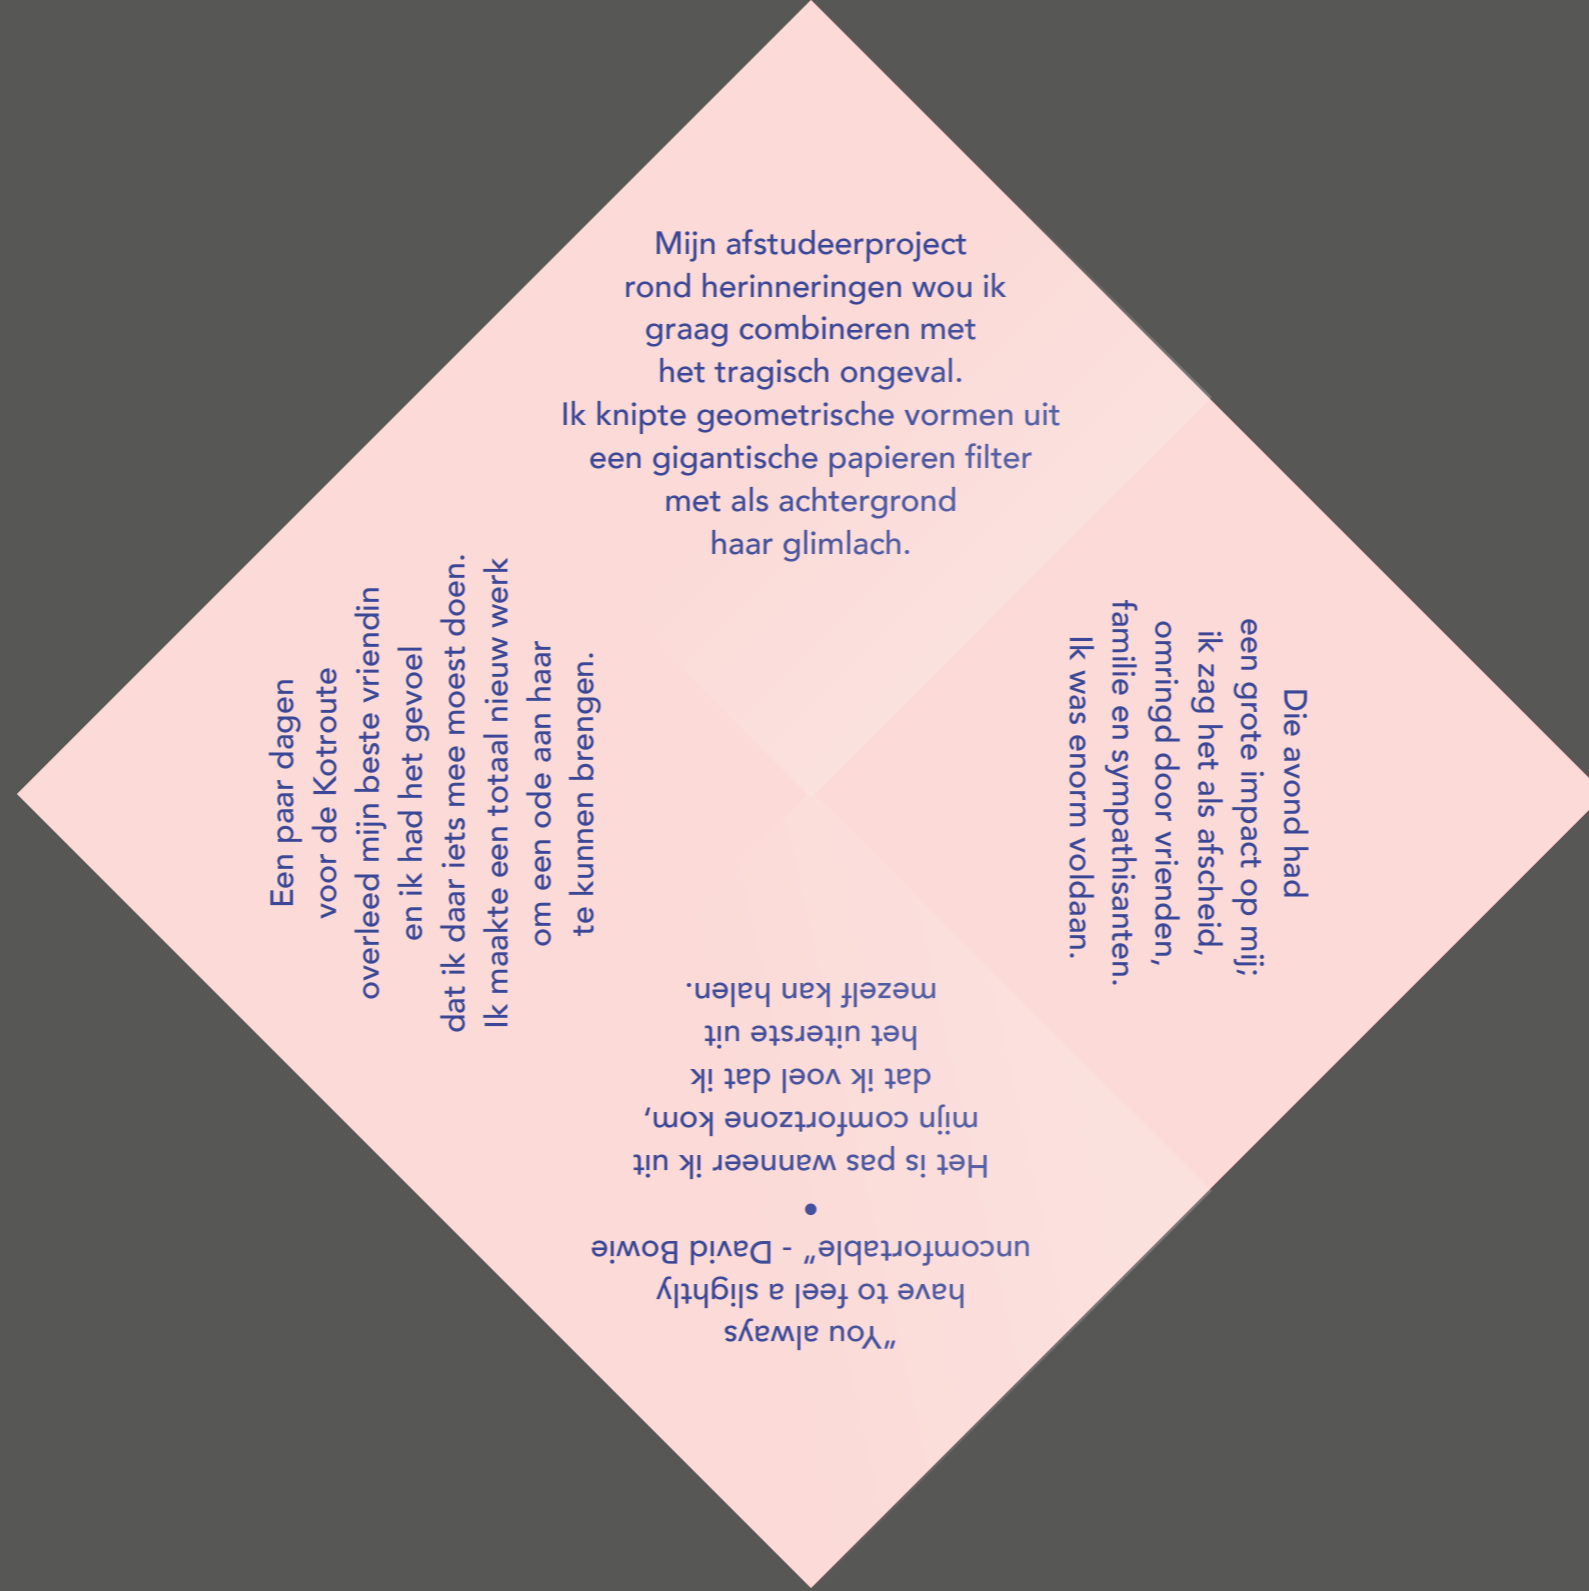 Een paar dagen
voor de Kotroute
overleed mijn beste vriendin
en ik had het gevoel
dat ik daar iets mee moest doen.
Ik maakte een totaal nieuw werk
om een ode aan haar
te kunnen brengen.
Mijn afstudeerproject
rond herinneringen wou ik
graag combineren met
het tragisch ongeval.
Ik knipte geometrische vormen uit
een gigantische papieren filter
met als achtergrond
haar glimlach.
Die avond had
een grote impact op mij;
ik zag het als afscheid,
omringd door vrienden,
familie en sympathisanten.
Ik was enorm voldaan.
"You always
have to feel a slightly
uncomfortable" - David Bowie
•
Het is pas wanneer ik uit
mijn comfortzone kom,
dat ik voel dat ik
het uiterste uit
mezelf kan halen.